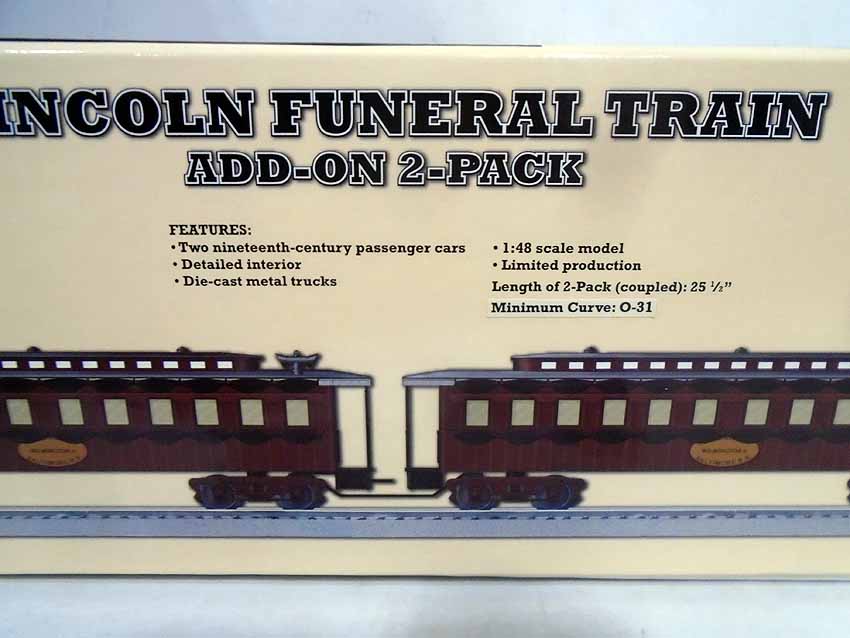 INCOLN FUNERAL TRAIN
ADD-ON 2-PACK
FEATURES:
• Two nineteenth-century passenger cars
• Detailed interior
• Die-cast metal trucks
• 1:48 scale model
• Limited production
Length of 2-Pack (coupled): 25 ½”
Minimum Curve: O-31